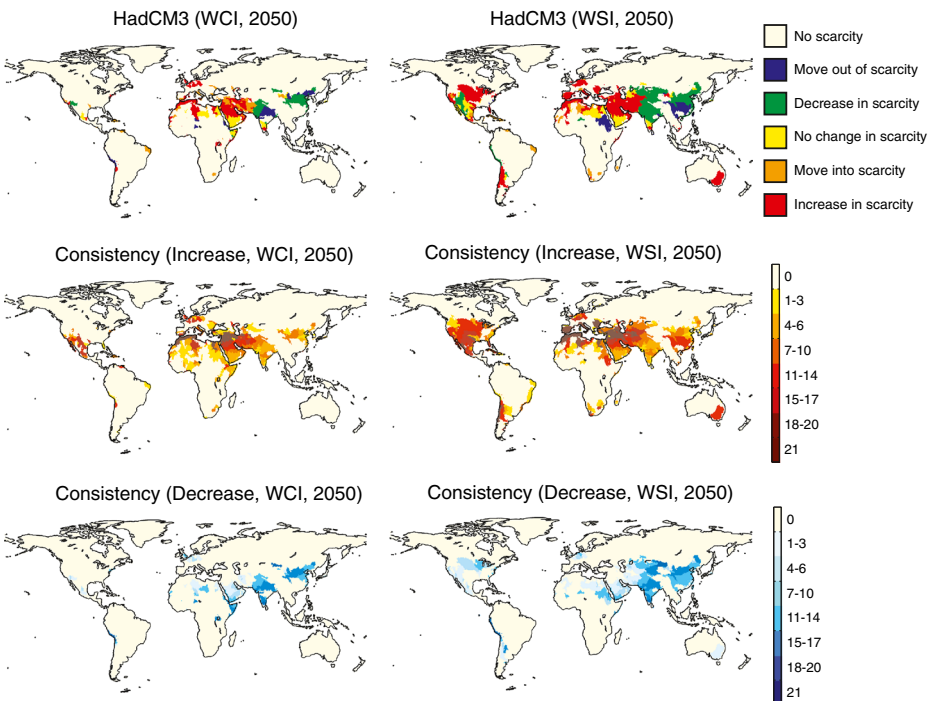 HadCM3 (WCI, 2050)
HadCM3 (WSI, 2050)
No scarcity
Move out of scarcity
Decrease in scarcity
No change in scarcity
Move into scarcity
Increase in scarcity
Consistency (Increase, WCI, 2050)
Consistency (Increase, WSI, 2050)
0
1-3
4-6
7-10
11-14
15-17
18-20
21
Consistency (Decrease, WCI, 2050)
Consistency (Decrease, WSI, 2050)
0
1-3
4-6
7-10
11-14
15-17
18-20
21